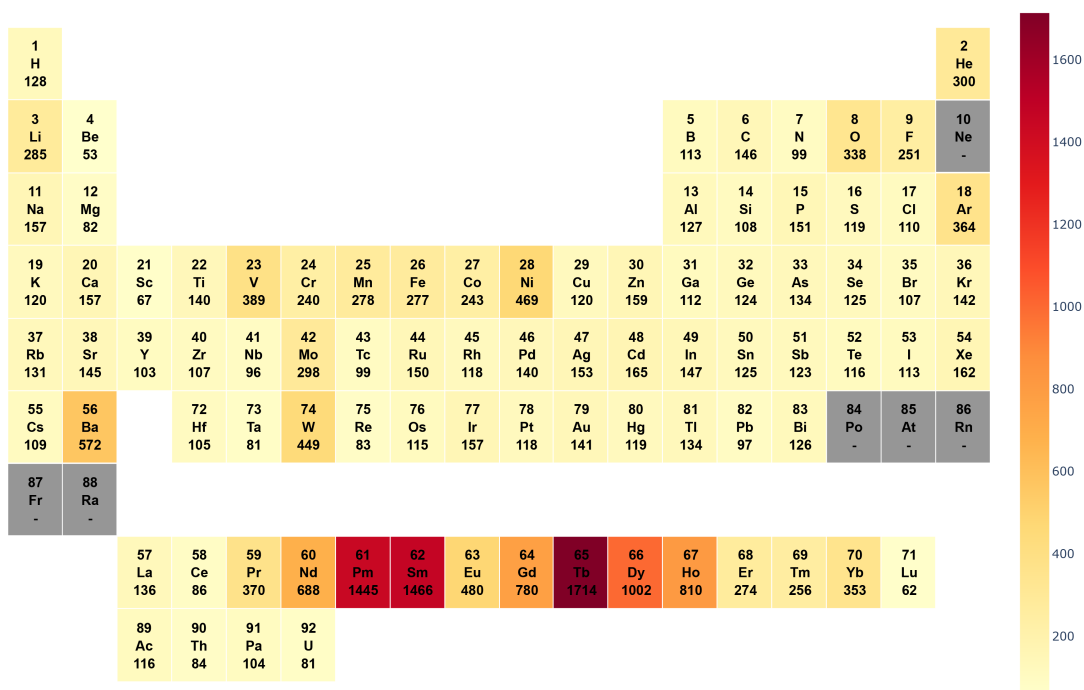 1 2
H He
128 300
3 4 5 6 7 8 9 10
Li Be B C N O F Ne
285 53 113 146 99 338 251 -
11 12 13 14 15 16 17 18
Na Mg Al Si P S Cl Ar
157 82 127 108 151 119 110 364
19 20 21 22 23 24 25 26 27 28 29 30 31 32 33 34 35 36
K Ca Sc Ti V Cr Mn Fe Co Ni Cu Zn Ga Ge As Se Br Kr
120 157 67 140 389 240 278 277 243 469 120 159 112 124 134 125 107 142
37 38 39 40 41 42 43 44 45 46 47 48 49 50 51 52 53 54
Rb Sr Y Zr Nb Mo Tc Ru Rh Pd Ag Cd In Sn Sb Te I Xe
131 145 103 107 96 298 99 150 118 140 153 165 147 125 123 116 113 162
55 56 72 73 74 75 76 77 78 79 80 81 82 83 84 85 86
Cs Ba Hf Ta W Re Os Ir Pt Au Hg Tl Pb Bi Po At Rn
109 572 105 81 449 83 115 157 118 141 119 134 97 126 - - -
87 88
Fr Ra
- -
57 58 59 60 61 62 63 64 65 66 67 68 69 70 71
La Ce Pr Nd Pm Sm Eu Gd Tb Dy Ho Er Tm Yb Lu
136 86 370 688 1445 1466 480 780 1714 1002 810 274 256 353 62
89 90 91 92
Ac Th Pa U
116 84 104 81
1600
1400
1200
1000
800
600
400
200